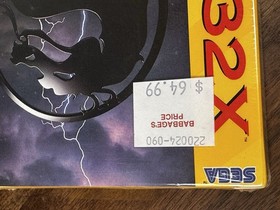 32X
$ 64.99
BABBAGE'S
PRICE
220024-090
SEGA